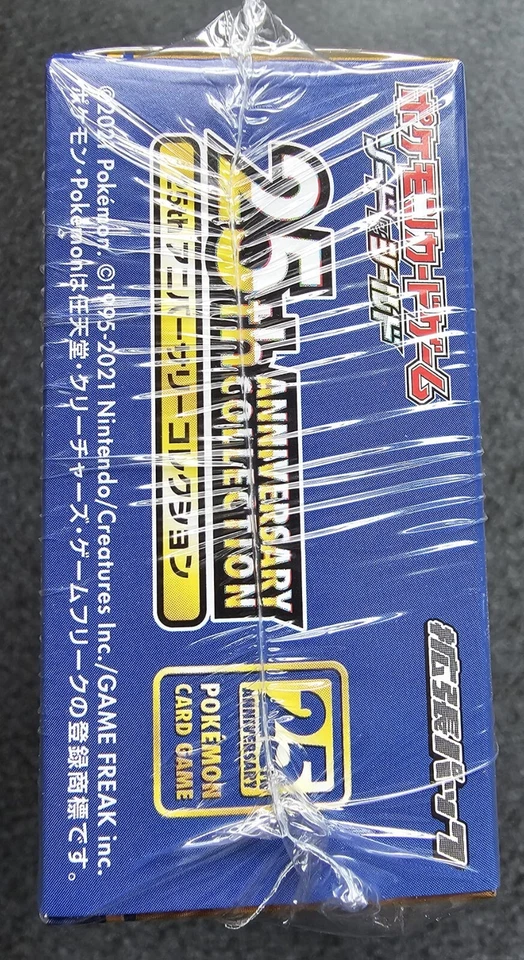 ポケモンカードゲーム
ソード&シールド
拡張パック
25th
ANNIVERSARY
COLLECTION
25th アニバーサリーコレクション
25
ANNIVERSARY
POKÉMON
CARD GAME
©2021 Pokémon. ©1995-2021 Nintendo/Creatures Inc./GAME FREAK inc.
ポケモン・Pokémonは任天堂・クリーチャーズ・ゲームフリークの登録商標です。